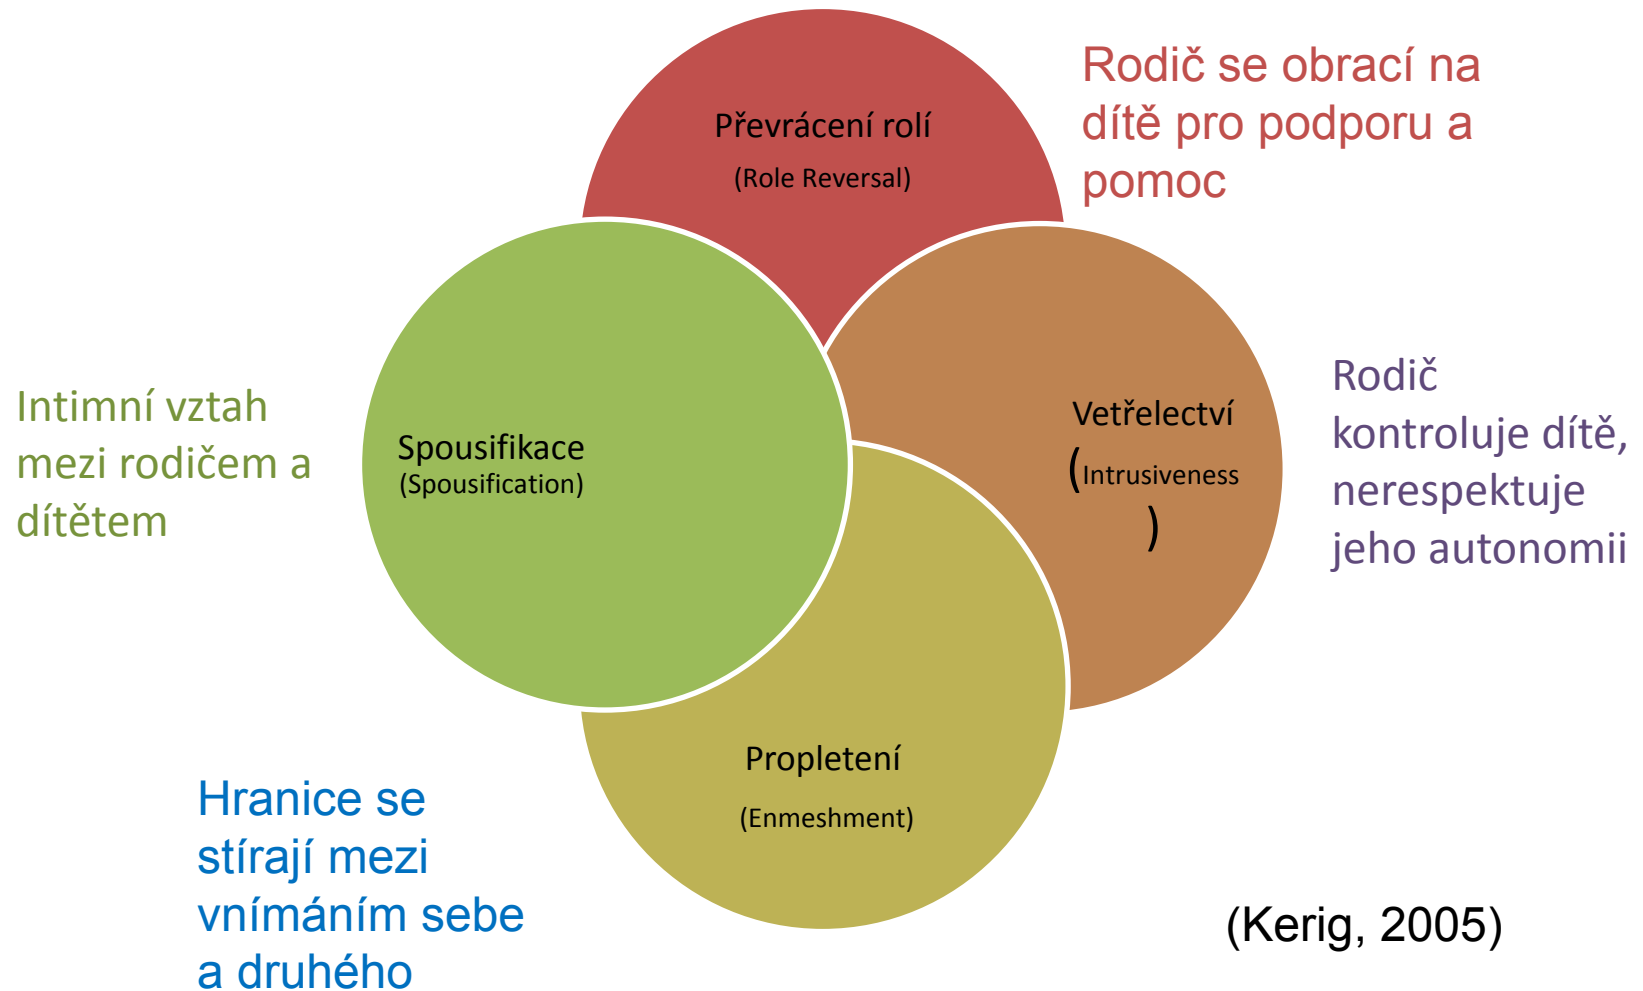 Převrácení rolí
(Role Reversal)
Rodič se obrací na
dítě pro podporu a
pomoc
Vetřelectví
(Intrusiveness
)
Rodič
kontroluje dítě,
nerespektuje
jeho autonomii
Intimní vztah
mezi rodičem a
dítětem
Spousifikace
(Spousification)
Propletení
(Enmeshment)
Hranice se
stírají mezi
vnímáním sebe
a druhého
(Kerig, 2005)